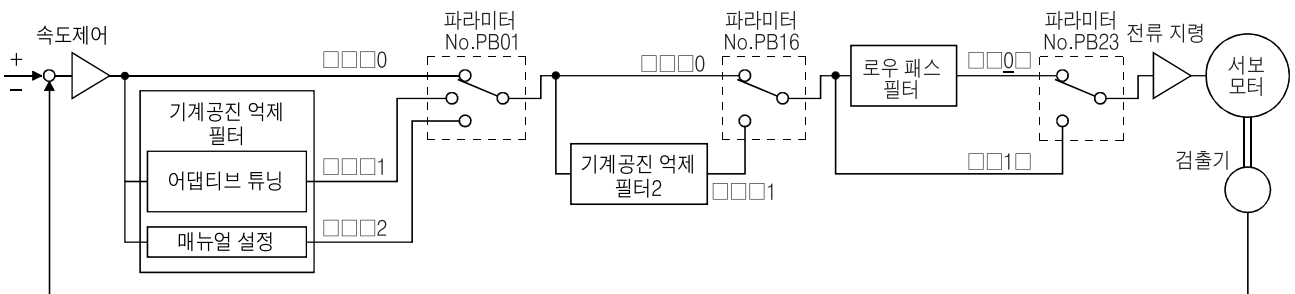 속도제어
+
−
□□□0
파라미터
No.PB01
기계공진 억제
필터
어댑티브 튜닝
□□□1
매뉴얼 설정
□□□2
□□□0
파라미터
No.PB16
기계공진 억제
필터2
□□□1
로우 패스
필터
□□0□
파라미터
No.PB23
□□1□
전류 지령
서보
모터
검출기